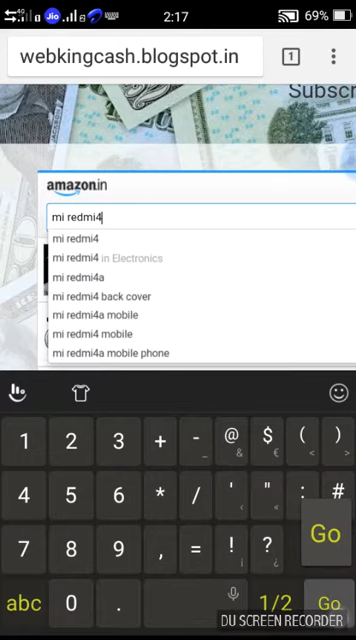 4G Jio 2:17 69%
webkingcash.blogspot.in 1
Subscr
amazon.in
mi redmi4
mi redmi4
mi redmi4 in Electronics
mi redmi4a
mi redmi4 back cover
mi redmi4a mobile
mi redmi4 mobile
mi redmi4a mobile phone
1 2 3 + - _ @ & $ € ( < ) >
4 5 6 * / ' ‹ " « : #
7 8 9 , = ! ¡ ? ¿ Go
abc 0 . 1/2 Go
DU SCREEN RECORDER